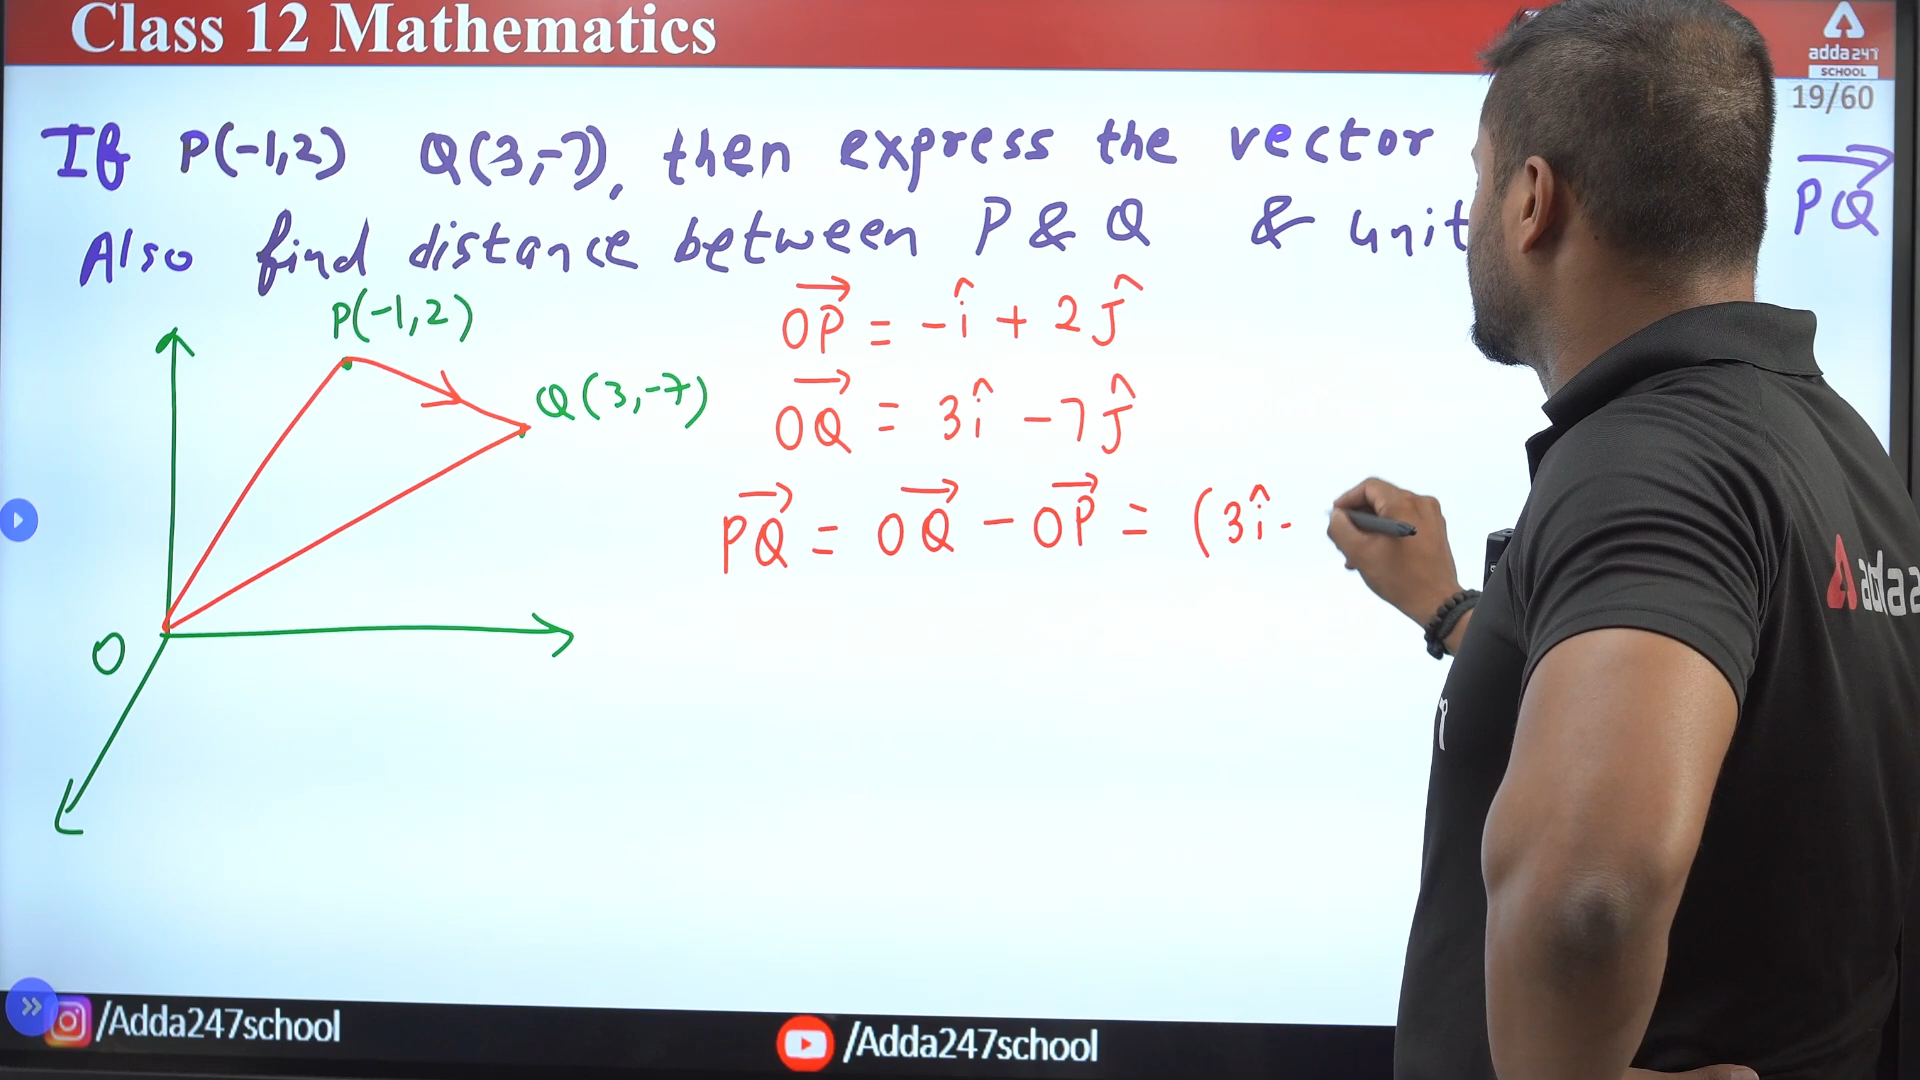 Class 12 Mathematics
adda247
SCHOOL
19/60
If P(-1,2) Q(3,-7), then express the vector PQ→
Also find distance between P & Q & unit
P(-1,2)
Q(3,-7)
O
OP→ = -î + 2ĵ
OQ→ = 3î - 7ĵ
PQ→ = OQ→ - OP→ = (3î -
/Adda247school
/Adda247school